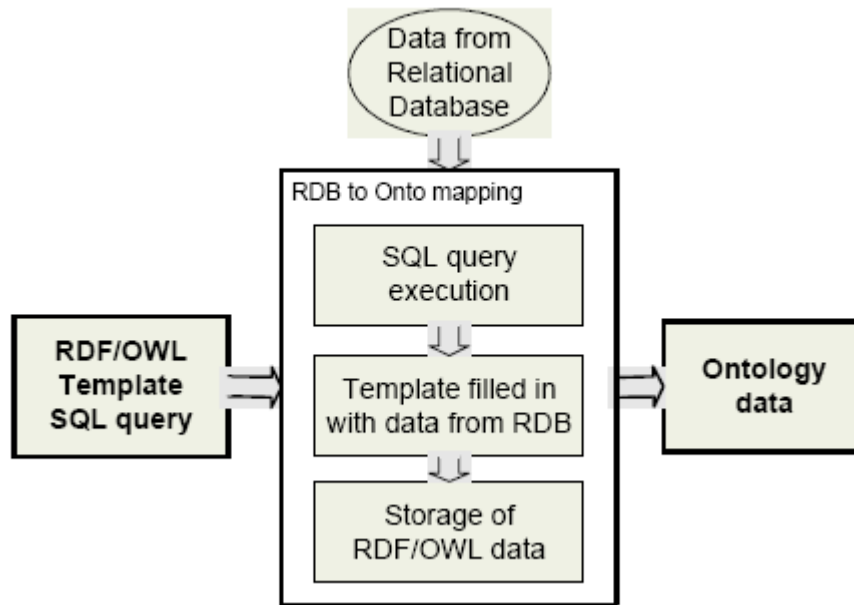 Data from
Relational
Database
RDB to Onto mapping
SQL query
execution
RDF/OWL
Template
SQL query
Template filled in
with data from RDB
Ontology
data
Storage of
RDF/OWL data